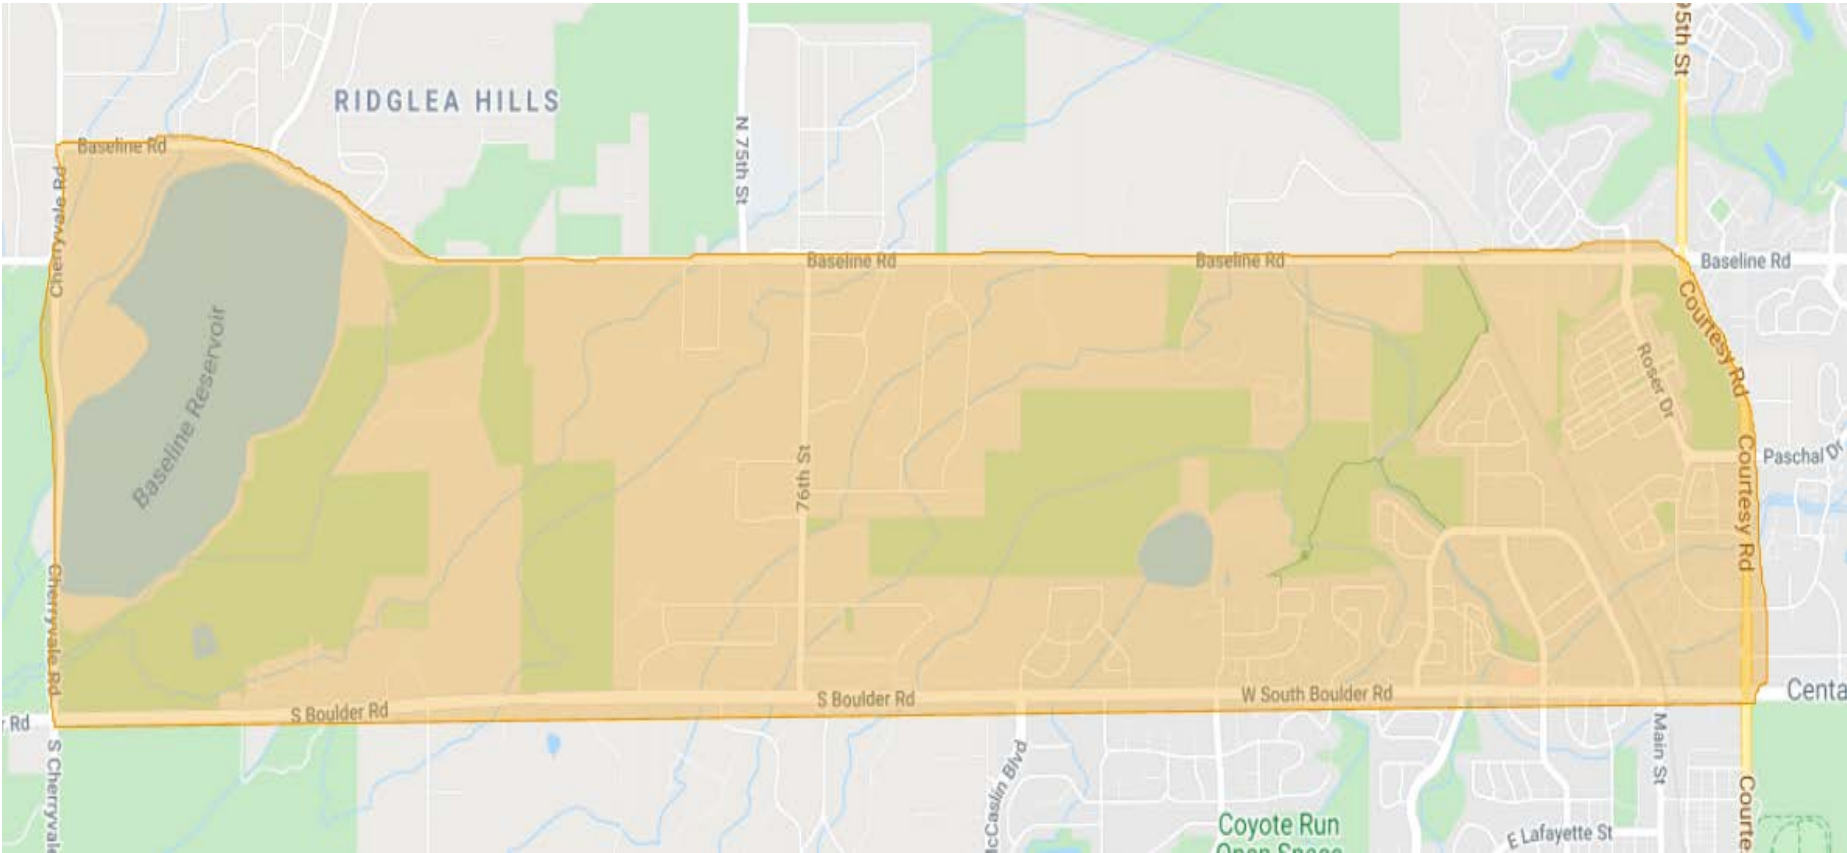 95th St
RIDGLEA HILLS
Baseline Rd
N 75th St
Cherryvale Rd
Baseline Rd
Baseline Rd
Baseline Rd
Courtesy Rd
Baseline Reservoir
Roser Dr
76th St
Courtesy Rd
Paschal Dr
Cherryvale Rd
S Boulder Rd
S Boulder Rd
W South Boulder Rd
Centa
r Rd
S Cherryvale
McCaslin Blvd
Main St
Courte
Coyote Run
Open Space
E Lafayette St